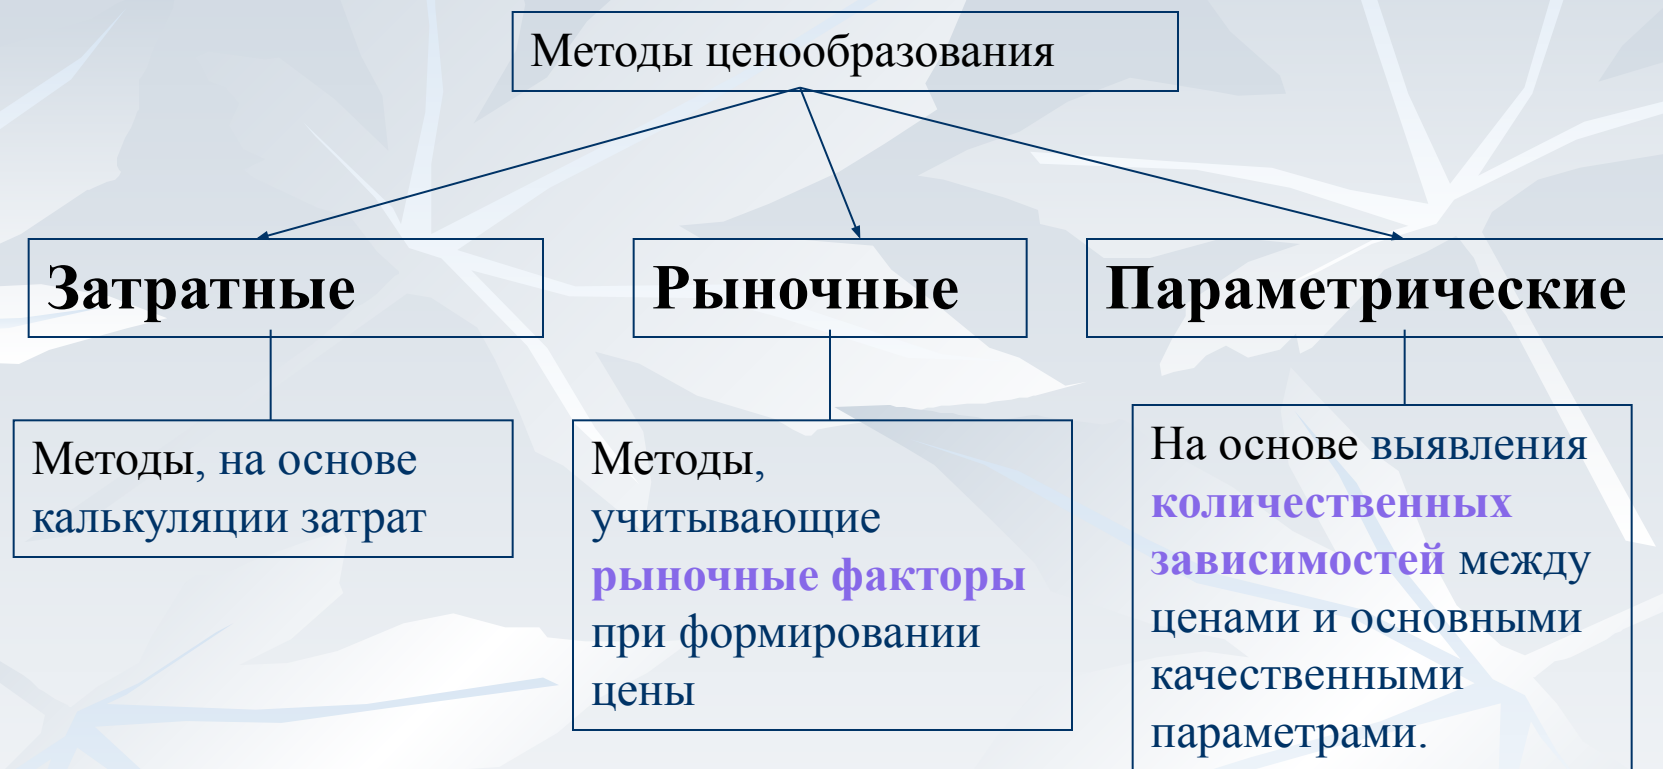 Методы ценообразования
Затратные
Рыночные
Параметрические
Методы, на основе
калькуляции затрат
Методы,
учитывающие
рыночные факторы
при формировании
цены
На основе выявления
количественных
зависимостей между
ценами и основными
качественными
параметрами.